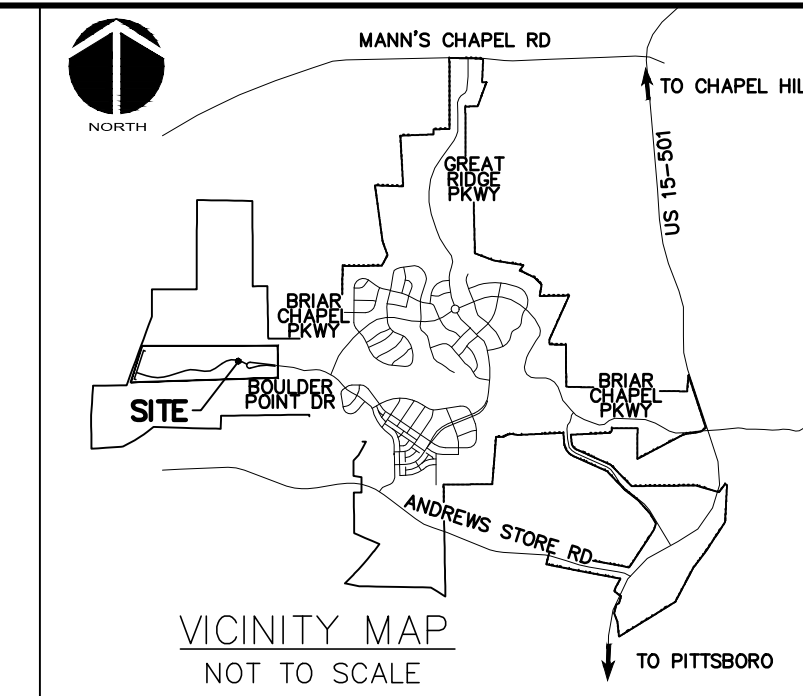 MANN'S CHAPEL RD
NORTH
TO CHAPEL HIL
US 15-501
GREAT
RIDGE
PKWY
BRIAR
CHAPEL
PKWY
BOULDER
POINT DR
SITE
BRIAR
CHAPEL
PKWY
ANDREWS STORE RD
VICINITY MAP
NOT TO SCALE
TO PITTSBORO